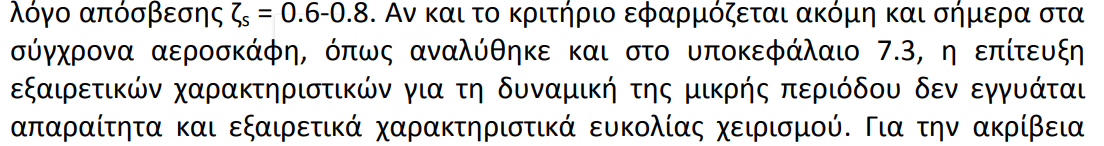 λόγο απόσβεσης ζs = 0.6-0.8. Αν και το κριτήριο εφαρμόζεται ακόμη και σήμερα στα
σύγχρονα αεροσκάφη, όπως αναλύθηκε και στο υποκεφάλαιο 7.3, η επίτευξη
εξαιρετικών χαρακτηριστικών για τη δυναμική της μικρής περιόδου δεν εγγυάται
απαραίτητα και εξαιρετικά χαρακτηριστικά ευκολίας χειρισμού. Για την ακρίβεια